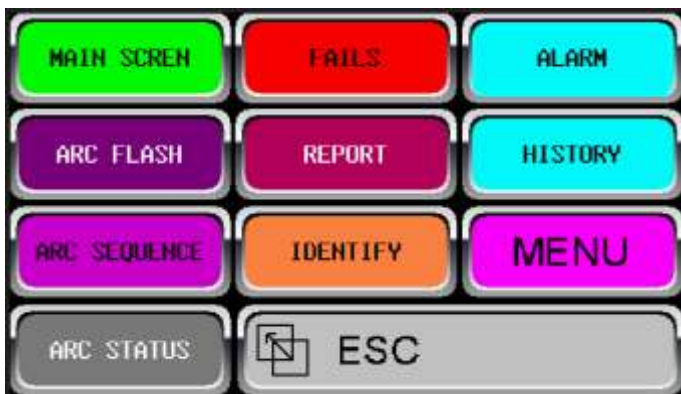 MAIN SCREN
FAILS
ALARM
ARC FLASH
REPORT
HISTORY
ARC SEQUENCE
IDENTIFY
MENU
ARC STATUS
ESC